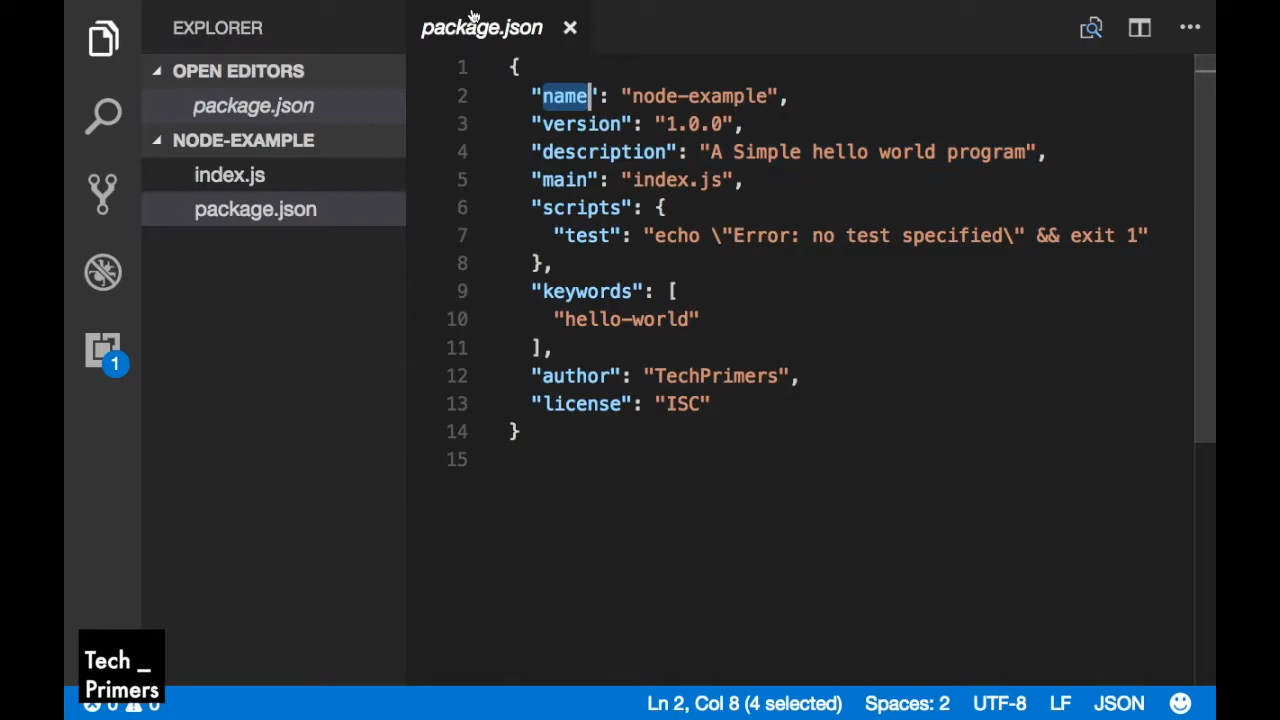 EXPLORER
OPEN EDITORS
package.json
NODE-EXAMPLE
index.js
package.json
1
package.json
1 {
2 "name": "node-example",
3 "version": "1.0.0",
4 "description": "A Simple hello world program",
5 "main": "index.js",
6 "scripts": {
7 "test": "echo \"Error: no test specified\" && exit 1"
8 },
9 "keywords": [
10 "hello-world"
11 ],
12 "author": "TechPrimers",
13 "license": "ISC"
14 }
15
Tech _
Primers
0 0 Ln 2, Col 8 (4 selected) Spaces: 2 UTF-8 LF JSON